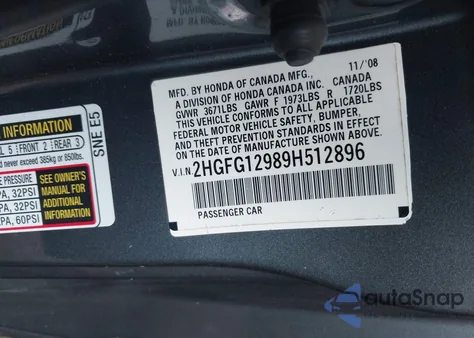 MFD. BY HONDA OF CANADA MFG., 11/'08
A DIVISION OF HONDA CANADA INC. CANADA
GVWR 3671LBS GAWR F 1973LBS R 1720LBS
THIS VEHICLE CONFORMS TO ALL APPLICABLE
FEDERAL MOTOR VEHICLE SAFETY, BUMPER,
AND THEFT PREVENTION STANDARDS IN EFFECT
ON THE DATE OF MANUFACTURE SHOWN ABOVE.
V.I.N. 2HGFG12989H512896
PASSENGER CAR
INFORMATION
5 FRONT 2 REAR 3
exceed 385kg or 850lbs.
PRESSURE
32PSI
32PSI
60PSI
SEE OWNER'S
MANUAL FOR
ADDITIONAL
INFORMATION
SNE E5
autoSnap